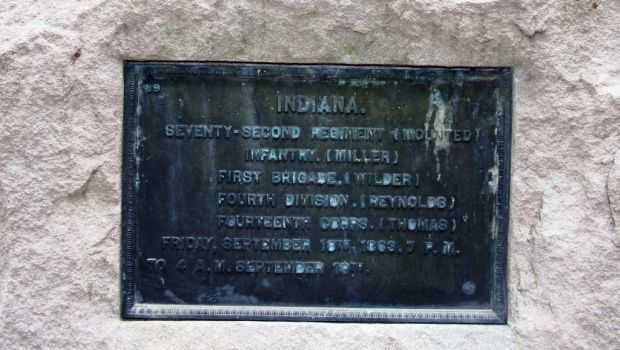 89
INDIANA.
SEVENTY-SECOND REGIMENT (MOUNTED)
INFANTRY. (MILLER)
FIRST BRIGADE. (WILDER)
FOURTH DIVISION. (REYNOLDS)
FOURTEENTH CORPS. (THOMAS)
FRIDAY. SEPTEMBER 18TH. 1863. 7 P.M.
TO 4 A.M. SEPTEMBER 19TH.